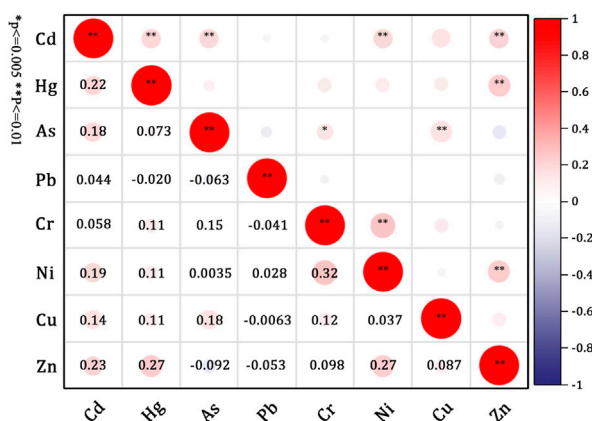 *p<=0.005 **p<=0.01
Cd ** ** ** ** ** 1
Hg 0.22 ** ** 0.8
As 0.18 0.073 ** * ** 0.6
Pb 0.044 -0.020 -0.063 ** 0.4
Cr 0.058 0.11 0.15 -0.041 ** ** 0.2
Ni 0.19 0.11 0.0035 0.028 0.32 ** ** 0
Cu 0.14 0.11 0.18 -0.0063 0.12 0.037 ** -0.2
Zn 0.23 0.27 -0.092 -0.053 0.098 0.27 0.087 ** -0.4
-0.6
-0.8
-1
Cd Hg As Pb Cr Ni Cu Zn